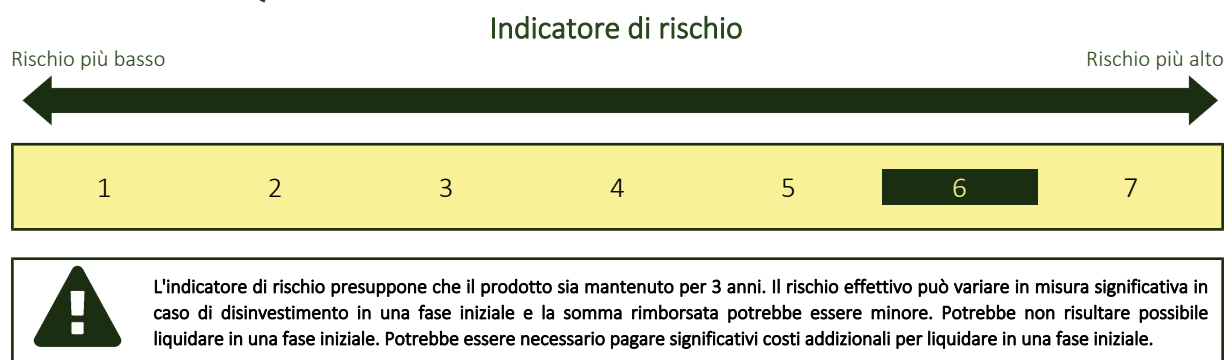 Indicatore di rischio
Rischio più basso
Rischio più alto
1 2 3 4 5 6 7
L'indicatore di rischio presuppone che il prodotto sia mantenuto per 3 anni. Il rischio effettivo può variare in misura significativa in
caso di disinvestimento in una fase iniziale e la somma rimborsata potrebbe essere minore. Potrebbe non risultare possibile
liquidare in una fase iniziale. Potrebbe essere necessario pagare significativi costi addizionali per liquidare in una fase iniziale.